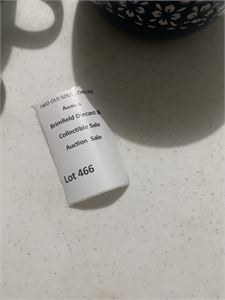 TWO OLD SOULS ONLINE
Auction
Brimfield Diecast &
Collectible Sale
Auction Sale
Lot 466